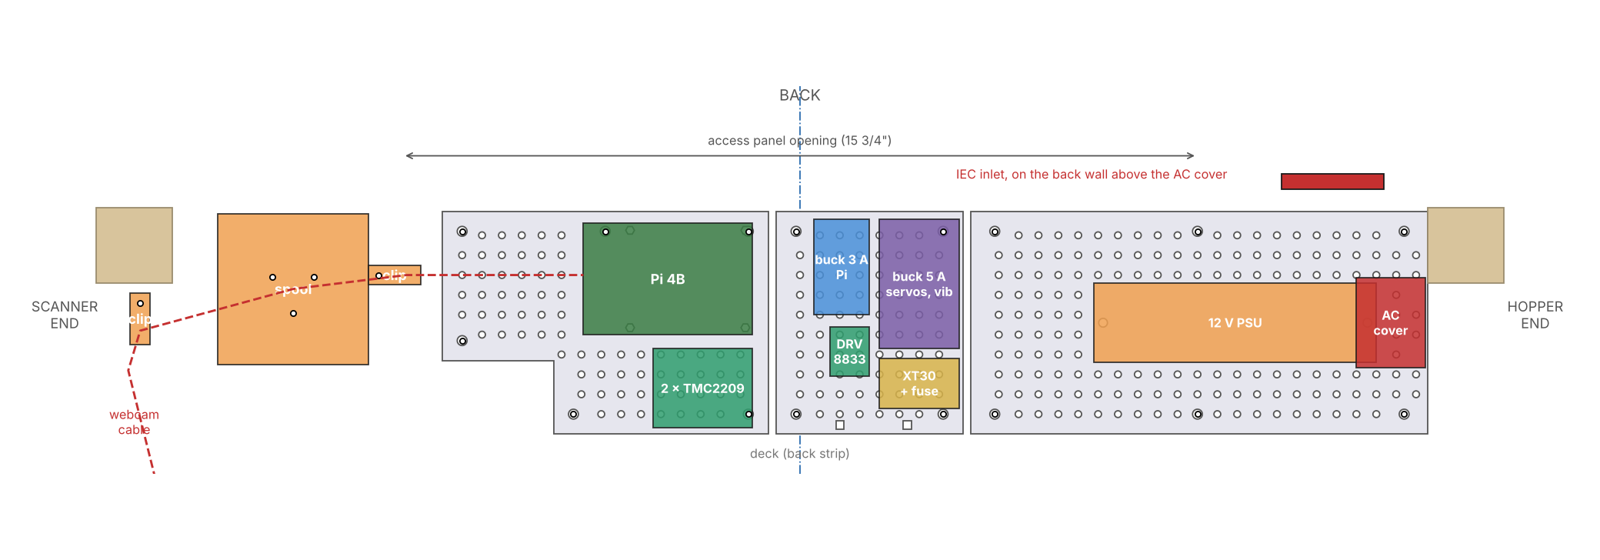 BACK
access panel opening (15 3/4")
IEC inlet, on the back wall above the AC cover
SCANNER
END
clip
spool
clip
Pi 4B
2 × TMC2209
buck 3 A
Pi
buck 5 A
servos, vib
DRV
8833
XT30
+ fuse
12 V PSU
AC
cover
HOPPER
END
webcam
cable
deck (back strip)